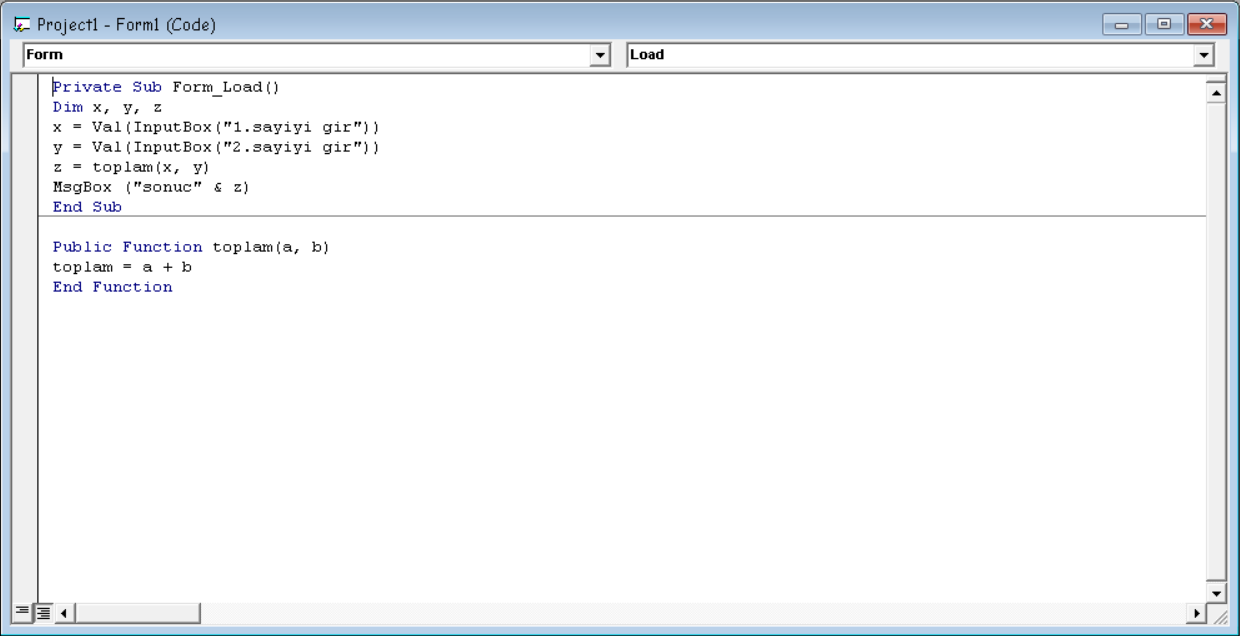 Project1 - Form1 (Code)
Form
Load
Private Sub Form_Load()
Dim x, y, z
x = Val(InputBox("1.sayiyi gir"))
y = Val(InputBox("2.sayiyi gir"))
z = toplam(x, y)
MsgBox ("sonuc" & z)
End Sub
Public Function toplam(a, b)
toplam = a + b
End Function